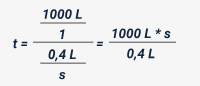 1000 L
1
t = = 1000 L * s
0,4 L 0,4 L
s